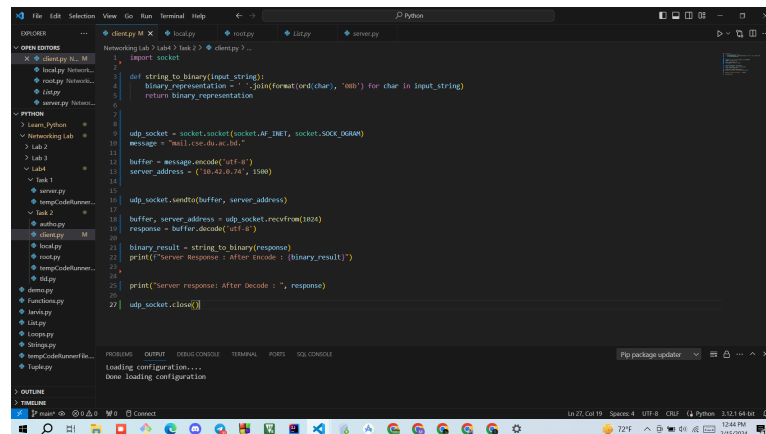 File Edit Selection View Go Run Terminal Help
Python
EXPLORER
client.py M
local.py
root.py
List.py
server.py
OPEN EDITORS
client.py N... M
local.py Network...
root.py Networki...
List.py
server.py Networ...
PYTHON
Learn_Python
Networking Lab
Lab 2
Lab 3
Lab4
Task 1
server.py
tempCodeRunner...
Task 2
autho.py
client.py M
local.py
root.py
tempCodeRunner...
tld.py
demo.py
Functions.py
Jarvis.py
List.py
Loops.py
Strings.py
tempCodeRunnerFile...
Tuple.py
OUTLINE
TIMELINE
Networking Lab > Lab4 > Task 2 > client.py > ...
1 import socket
2
3 def string_to_binary(input_string):
4 binary_representation = ' '.join(format(ord(char), '08b') for char in input_string)
5 return binary_representation
6
7
8
9 udp_socket = socket.socket(socket.AF_INET, socket.SOCK_DGRAM)
10 message = "mail.cse.du.ac.bd."
11
12 buffer = message.encode('utf-8')
13 server_address = ('10.42.0.74', 1500)
14
15
16 udp_socket.sendto(buffer, server_address)
17
18 buffer, server_address = udp_socket.recvfrom(1024)
19 response = buffer.decode('utf-8')
20
21 binary_result = string_to_binary(response)
22 print(f"Server Response : After Encode : {binary_result}")
23
24
25 print("Server response: After Decode : ", response)
26
27 udp_socket.close()
PROBLEMS OUTPUT DEBUG CONSOLE TERMINAL PORTS SQL CONSOLE
Pip package updater
Loading configuration....
Done loading configuration
main* 0 0 0 Connect
Ln 27, Col 19 Spaces: 4 UTF-8 CRLF Python 3.12.1 64-bit
72°F
12:44 PM